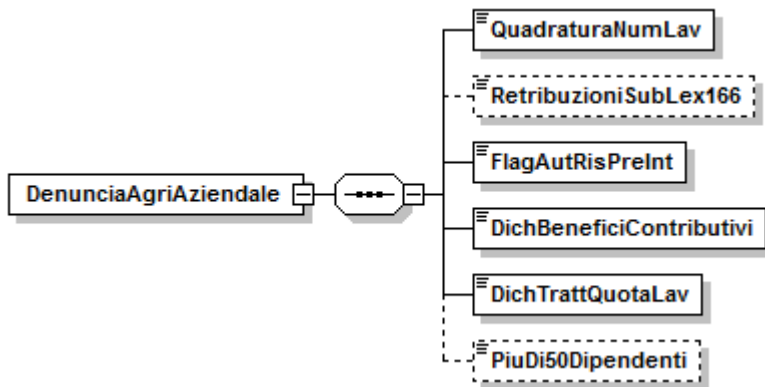 QuadraturaNumLav
RetribuzioniSubLex166
FlagAutRisPreInt
DenunciaAgriAziendale
DichBeneficiContributivi
DichTrattQuotaLav
PiuDi50Dipendenti